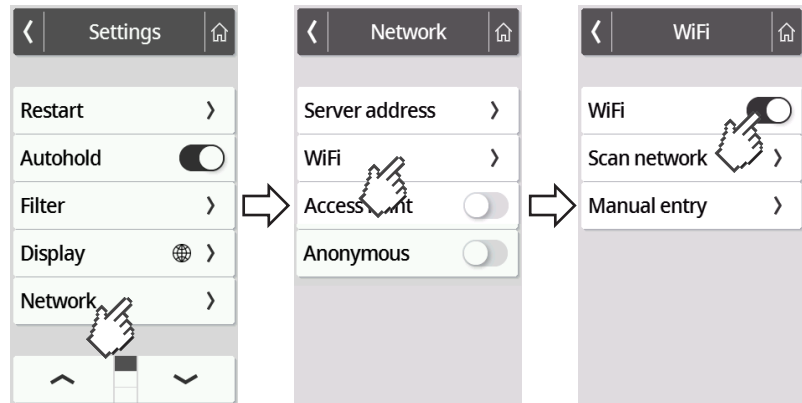 Settings
Restart
Autohold
Filter
Display
Network
Network
Server address
WiFi
Access
Anonymous
WiFi
WiFi
Scan network
Manual entry